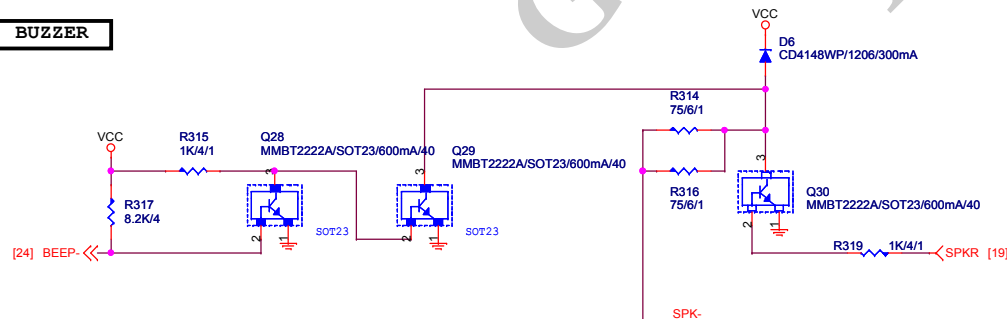 BUZZER
VCC
D6
CD4148WP/1206/300mA
R314
75/6/1
VCC
R315
1K/4/1
Q28
MMBT2222A/SOT23/600mA/40
Q29
MMBT2222A/SOT23/600mA/40
3
3
3
R316
75/6/1
Q30
MMBT2222A/SOT23/600mA/40
R317
8.2K/4
SOT23
SOT23
2
1
2
1
2
1
[24] BEEP-
R319
1K/4/1
SPKR [19]
SPK-